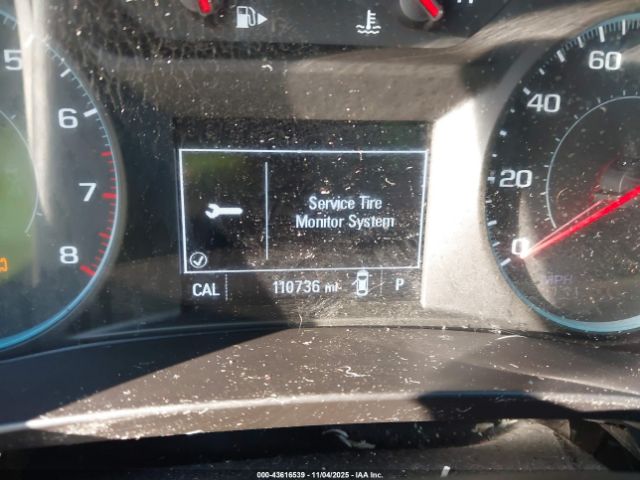 5
6
7
8
60
40
20
0
Service Tire
Monitor System
CAL 110736 mi P
MPH
000-43616539 - 11/04/2025 - IAA Inc.